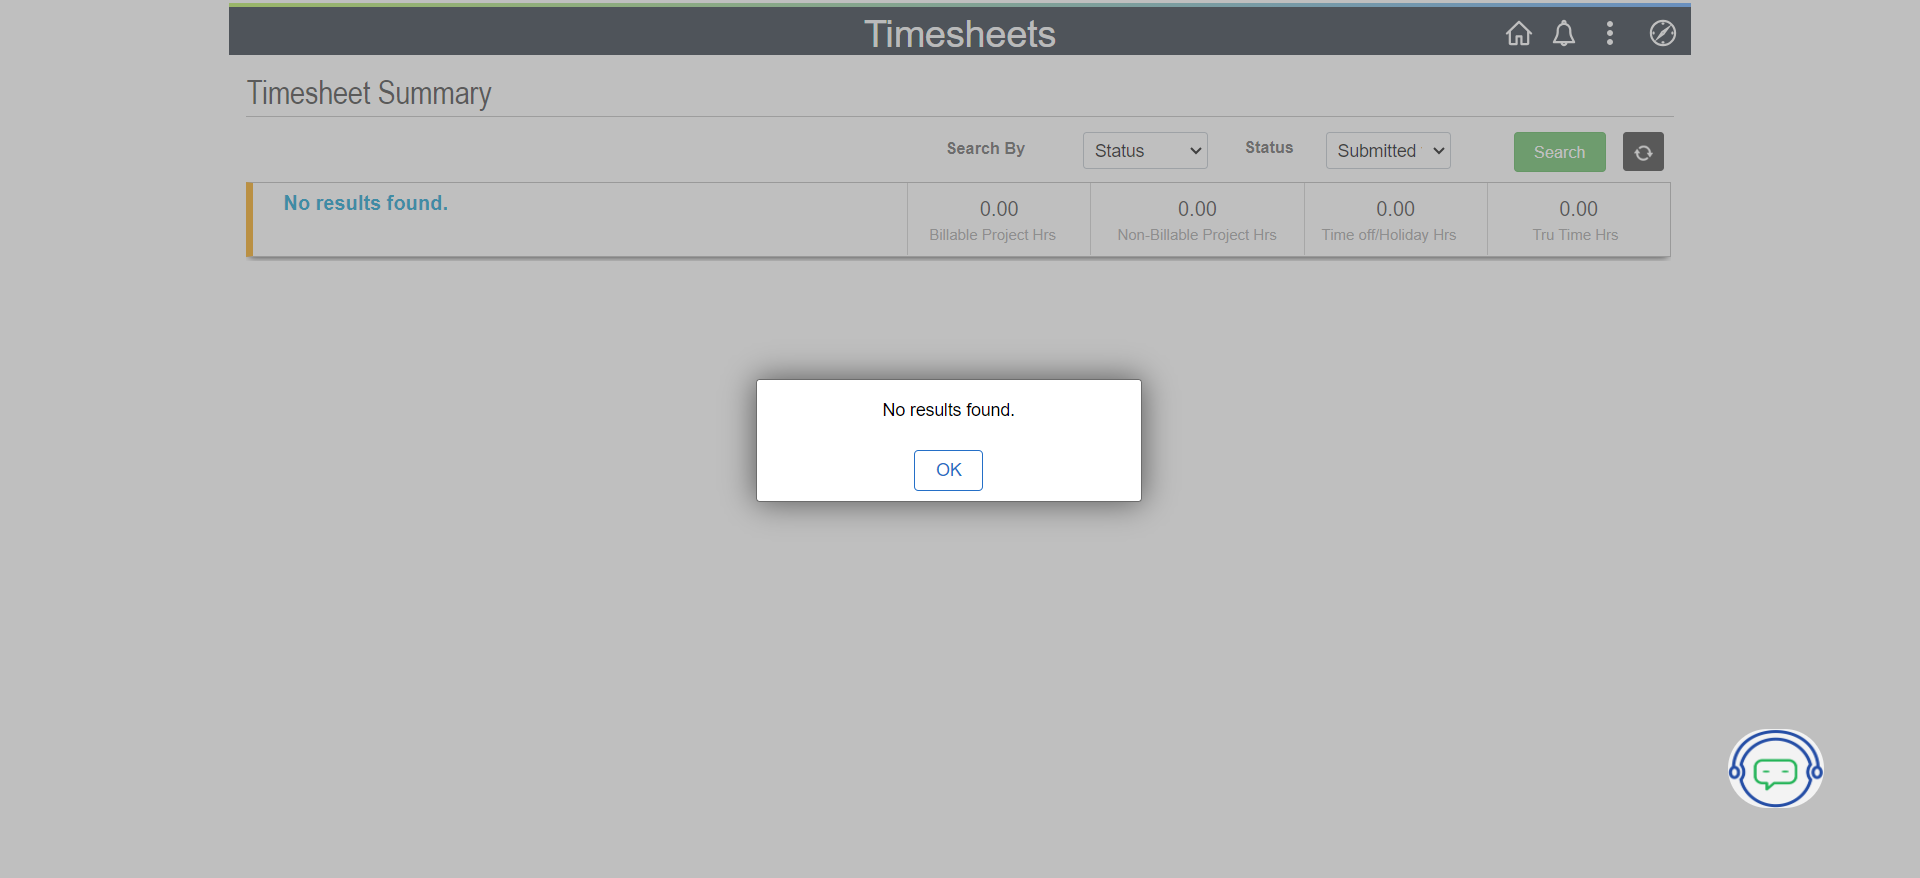 Timesheets
Timesheet Summary
Search By
Status
Status
Submitted
Search
No results found.
0.00
Billable Project Hrs
0.00
Non-Billable Project Hrs
0.00
Time off/Holiday Hrs
0.00
Tru Time Hrs
No results found.
OK